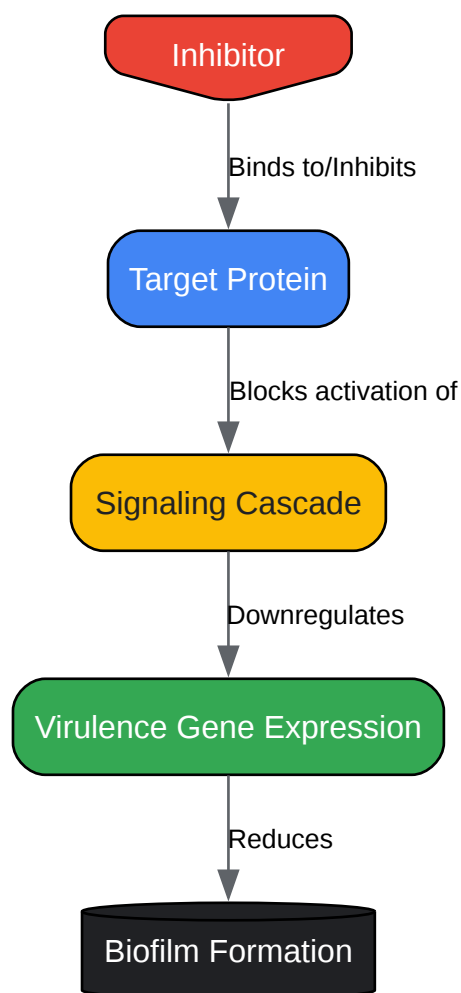 Inhibitor
Binds to/Inhibits
Target Protein
Blocks activation of
Signaling Cascade
Downregulates
Virulence Gene Expression
Reduces
Biofilm Formation